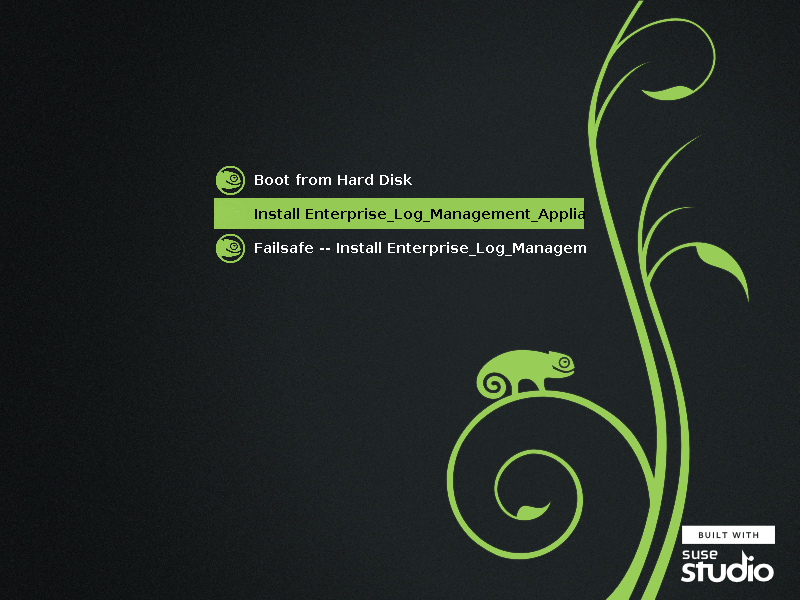 Boot from Hard Disk
Install Enterprise_Log_Management_Applia
Failsafe -- Install Enterprise_Log_Managem
BUILT WITH
suse
studio